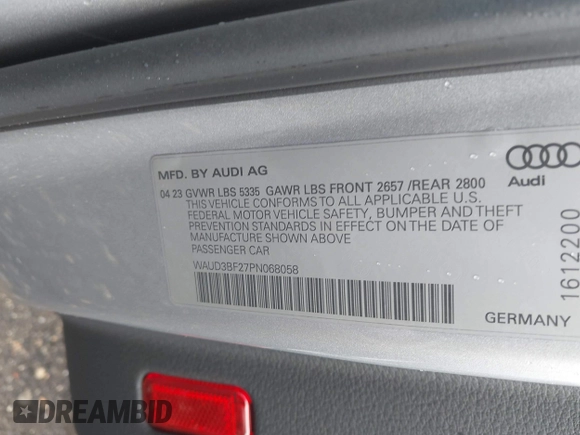 MFD. BY AUDI AG
04 23 GVWR LBS 5335 GAWR LBS FRONT 2657 /REAR 2800
THIS VEHICLE CONFORMS TO ALL APPLICABLE U.S.
FEDERAL MOTOR VEHICLE SAFETY, BUMPER AND THEFT
PREVENTION STANDARDS IN EFFECT ON THE DATE OF
MANUFACTURE SHOWN ABOVE
PASSENGER CAR
WAUD3BF27PN068058
Audi
1612200
GERMANY
DREAMBID